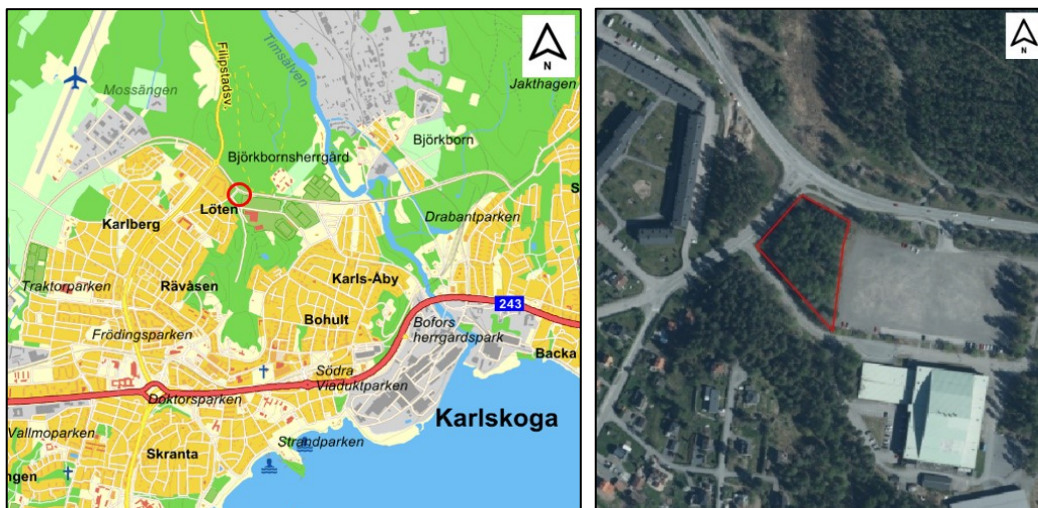 N
Mossängen
Filipstadsv.
Timsälven
Jakthagen
Björkborn
Björkbornsherrgård
S
Löten
Karlberg
Drabantparken
Traktorparken
Rävåsen
Karls-Åby
243
Bohult
Frödingsparken
Bofors
herrgårdspark
Backa
Södra
Viaduktparken
Doktorsparken
Karlskoga
Vallmoparken
Strandparken
Skranta
ngen
N